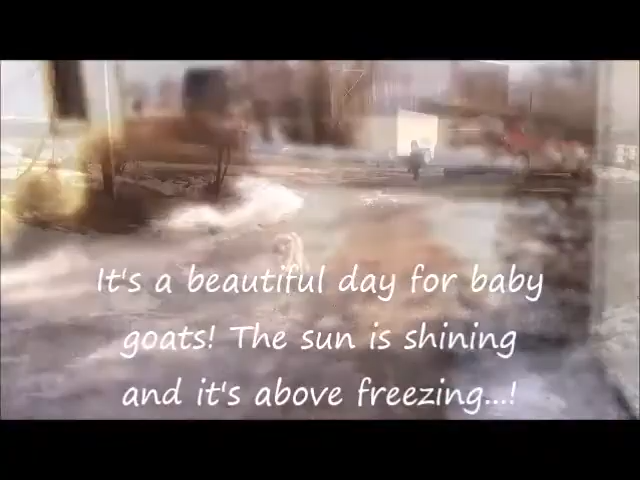 It's a beautiful day for baby
goats! The sun is shining
and it's above freezing...!